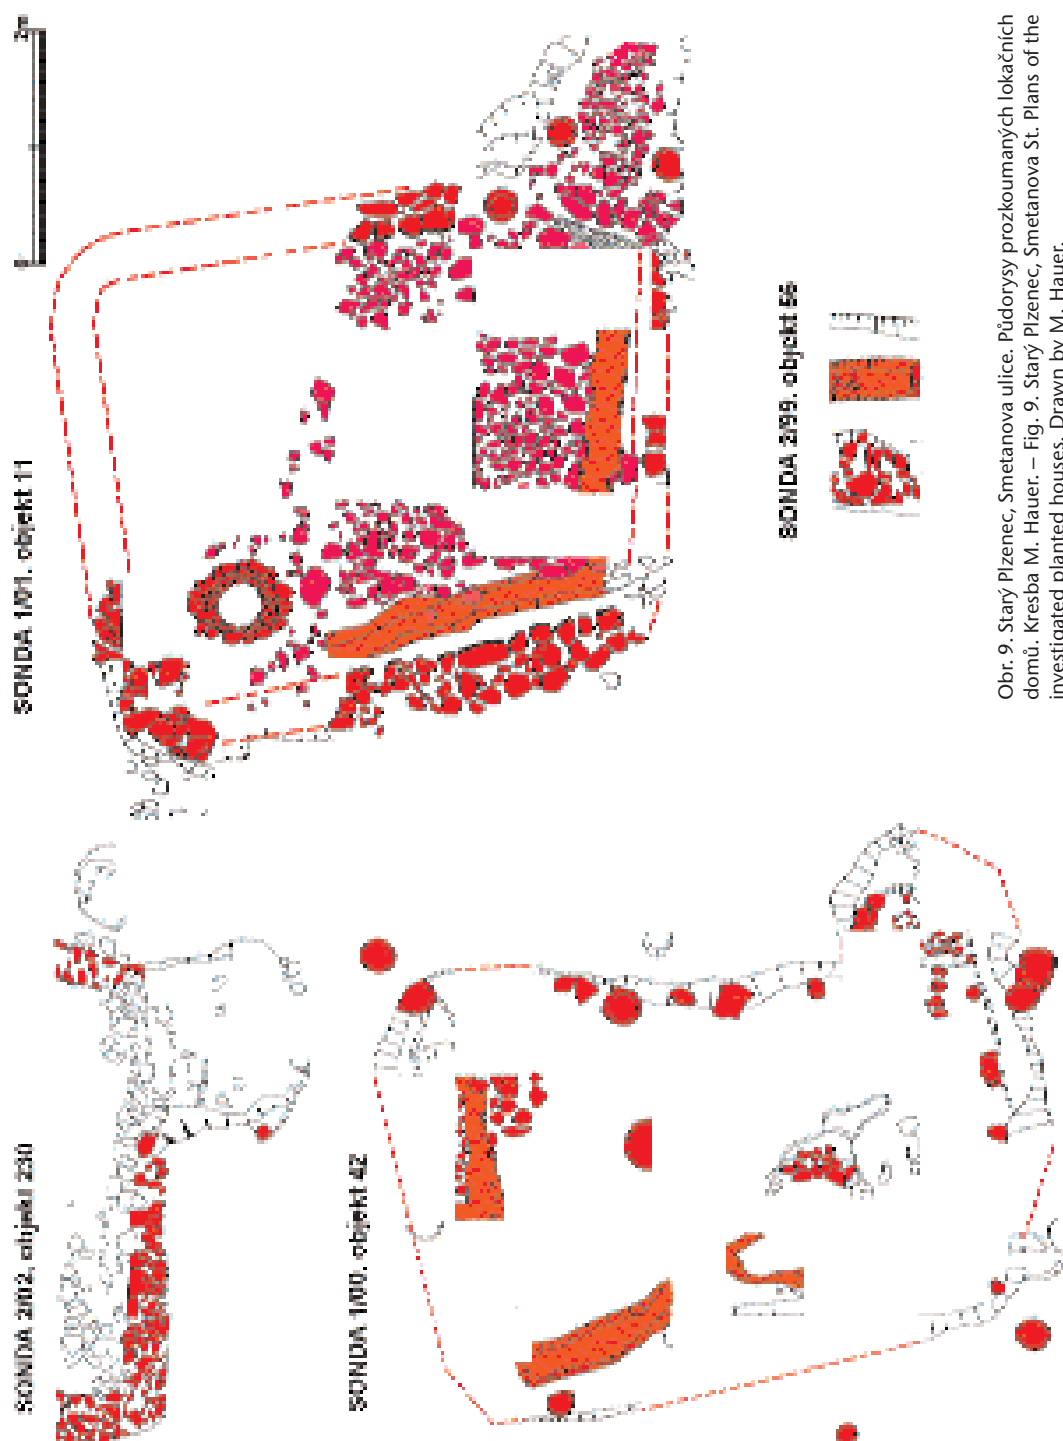 SONDA 2/02. objekt 230
SONDA 1/01. objekt 11
SONDA 1/00. objekt 42
SONDA 2/99. objekt 66
Obr. 9. Starý Plzenec, Smetanova ulice. Půdorysy prozkoumaných lokačních
domů. Kresba M. Hauer. – Fig. 9. Starý Plzenec, Smetanova St. Plans of the
investigated planted houses. Drawn by M. Hauer.